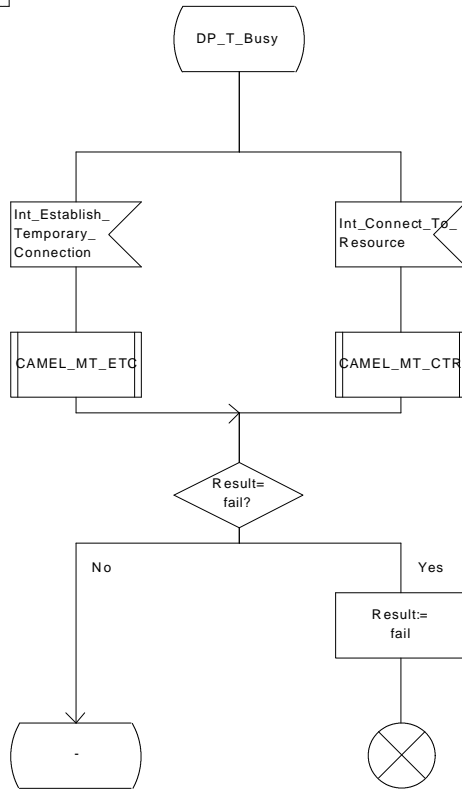 DP_T_Busy
Int_Establish_
Temporary_
Connection
Int_Connect_To_
Resource
CAMEL_MT_ETC
CAMEL_MT_CTR
Result=
fail?
No
Yes
Result:=
fail
-